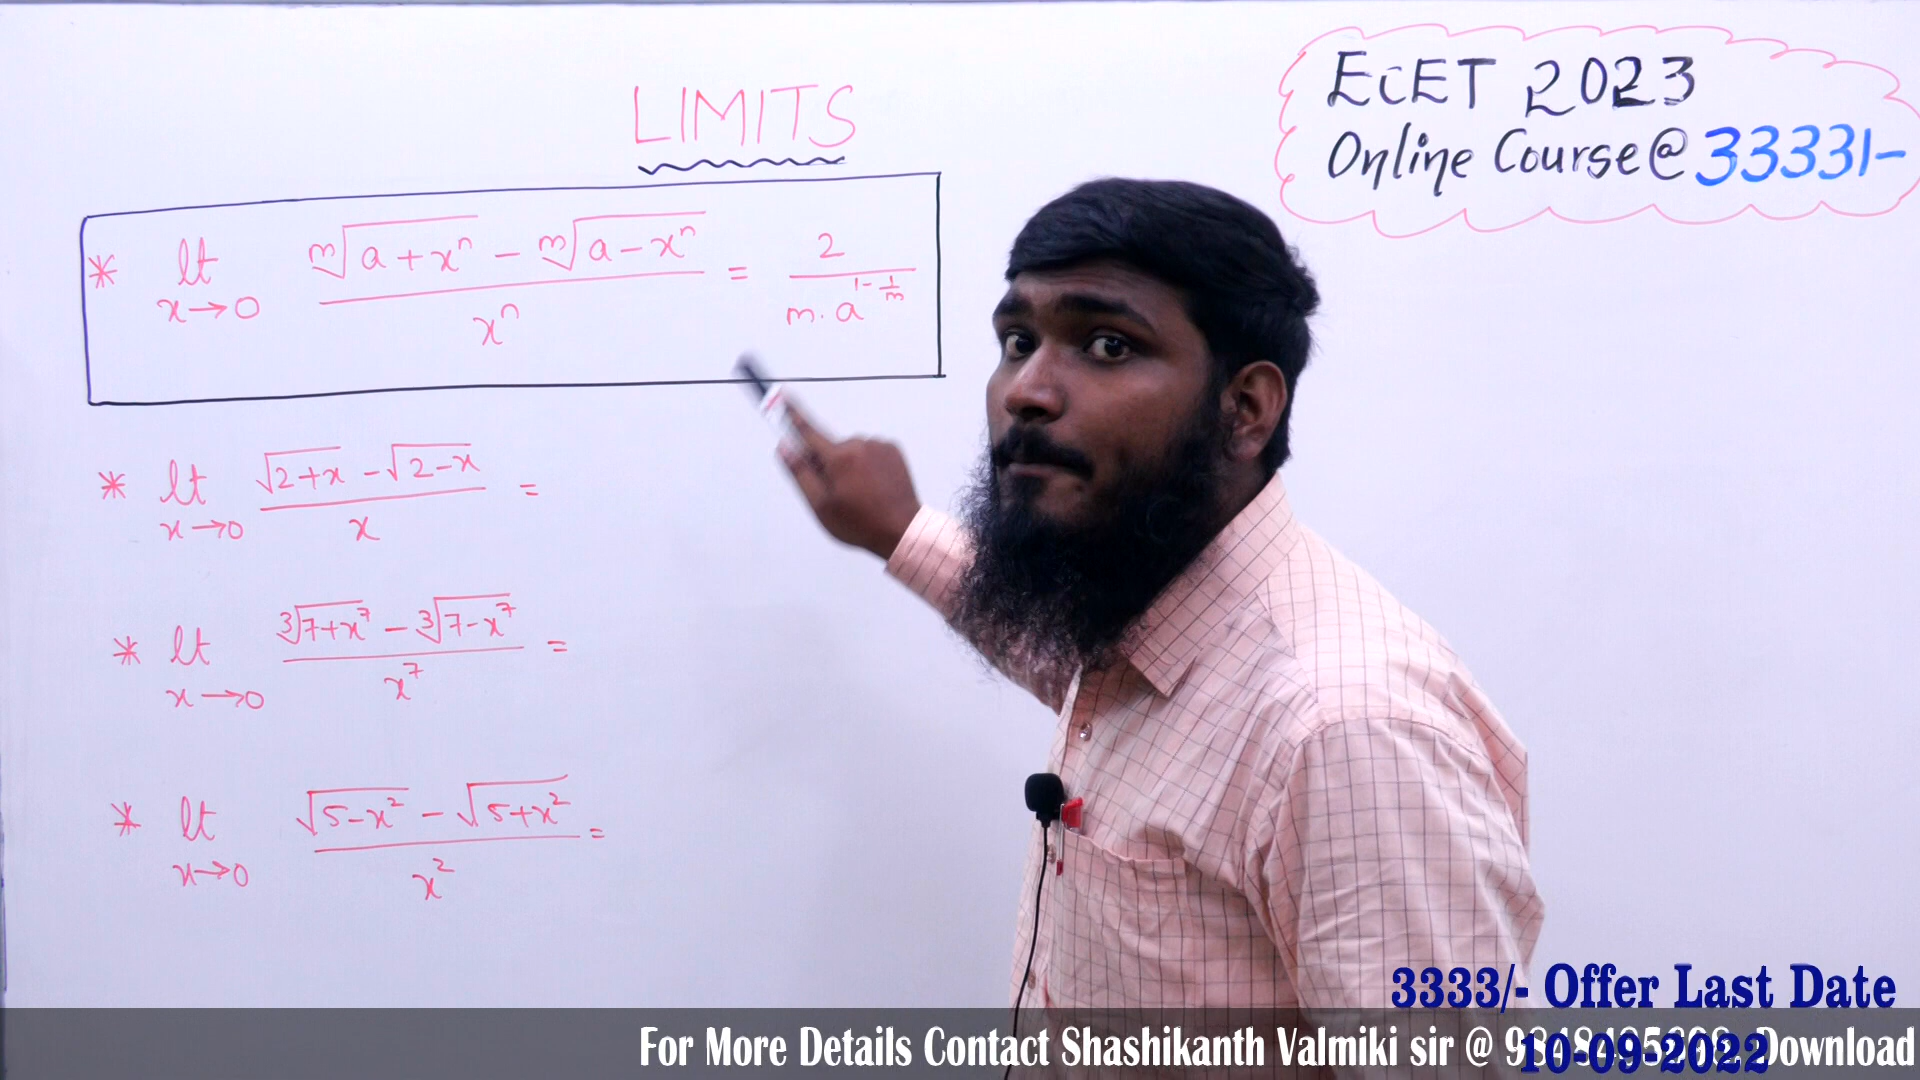 LIMITS
ECET 2023
Online Course @ 3333/-
* lt x→0 (ᵐ√(a+xⁿ) - ᵐ√(a-xⁿ)) / xⁿ = 2 / (m.a^(1-1/m))
* lt x→0 (√(2+x) - √(2-x)) / x =
* lt x→0 (³√(7+x⁷) - ³√(7-x⁷)) / x⁷ =
* lt x→0 (√(5-x²) - √(5+x²)) / x² =
3333/- Offer Last Date
10-09-2022
For More Details Contact Shashikanth Valmiki sir @ Download